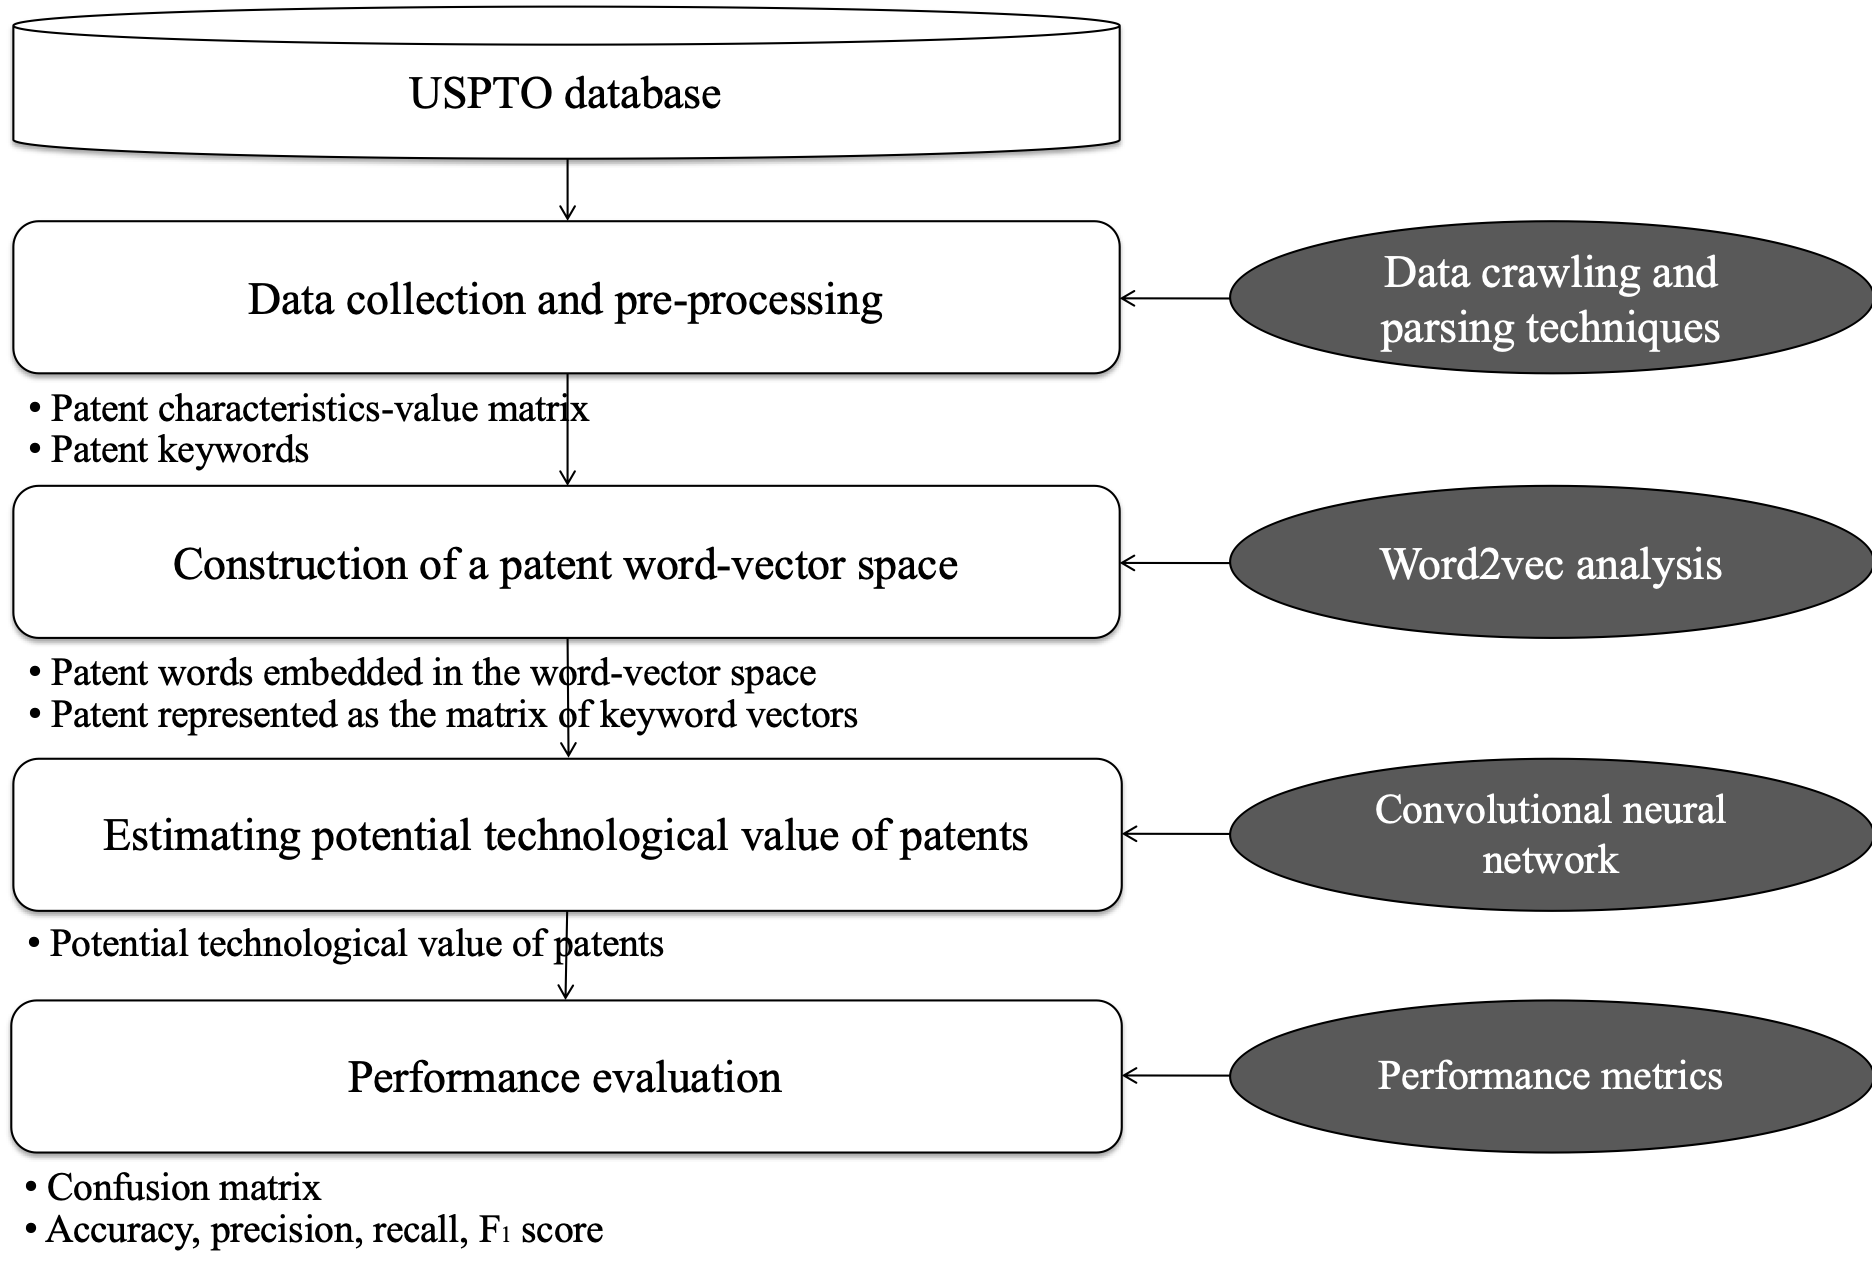 USPTO database
Data collection and pre-processing
Data crawling and
parsing techniques
• Patent characteristics-value matrix
• Patent keywords
Construction of a patent word-vector space
Word2vec analysis
• Patent words embedded in the word-vector space
• Patent represented as the matrix of keyword vectors
Estimating potential technological value of patents
Convolutional neural
network
• Potential technological value of patents
Performance evaluation
Performance metrics
• Confusion matrix
• Accuracy, precision, recall, F₁ score